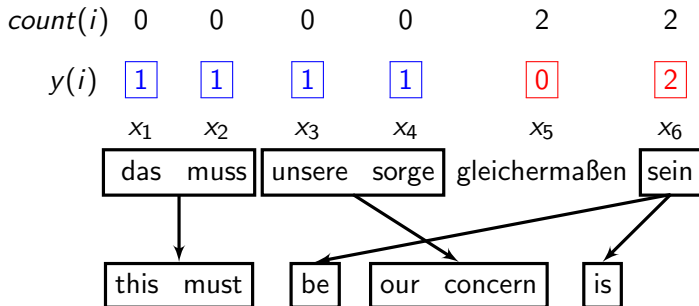 count(i) 0 0 0 0 2 2
y(i) 1 1 1 1 0 2
x1 x2 x3 x4 x5 x6
das muss unsere sorge gleichermaßen sein
this must be our concern is